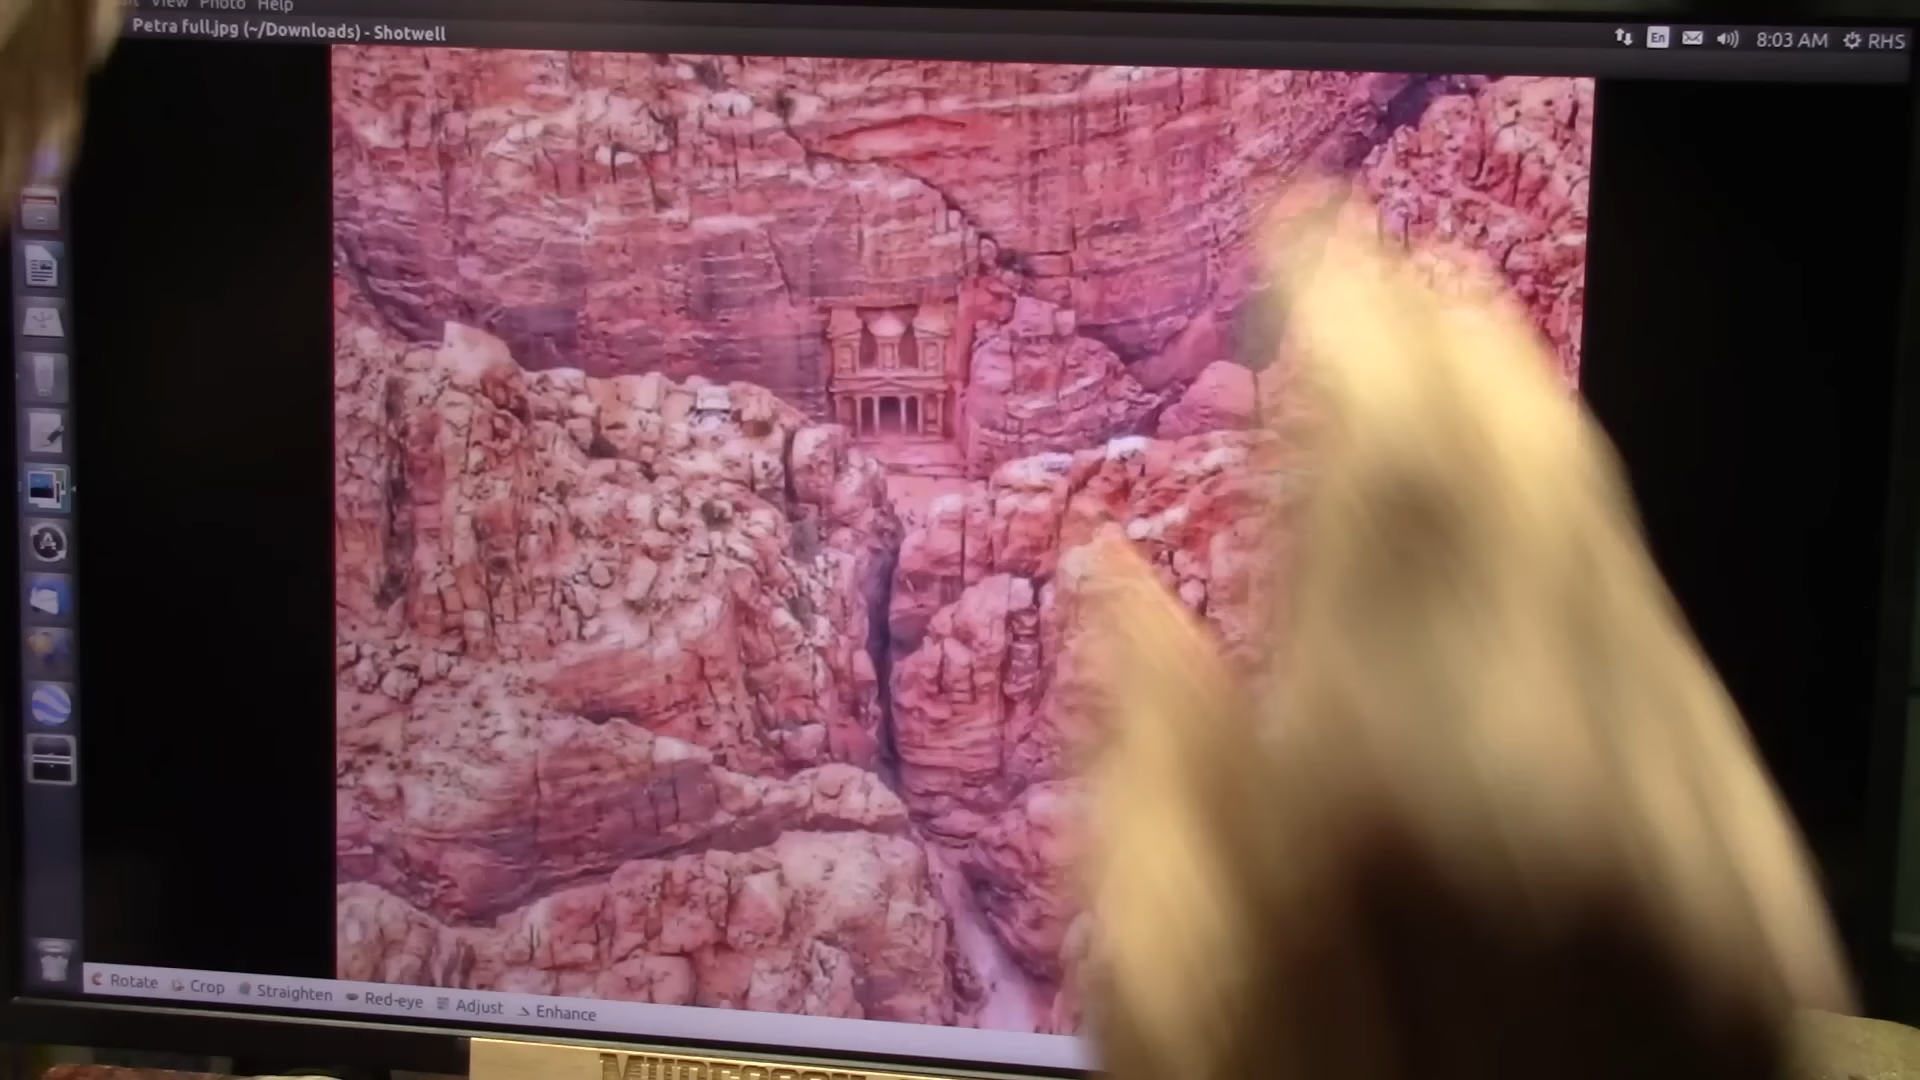 View Photo Help
Petra full.jpg (~/Downloads) - Shotwell
En 8:03 AM RHS
Rotate Crop Straighten Red-eye Adjust Enhance